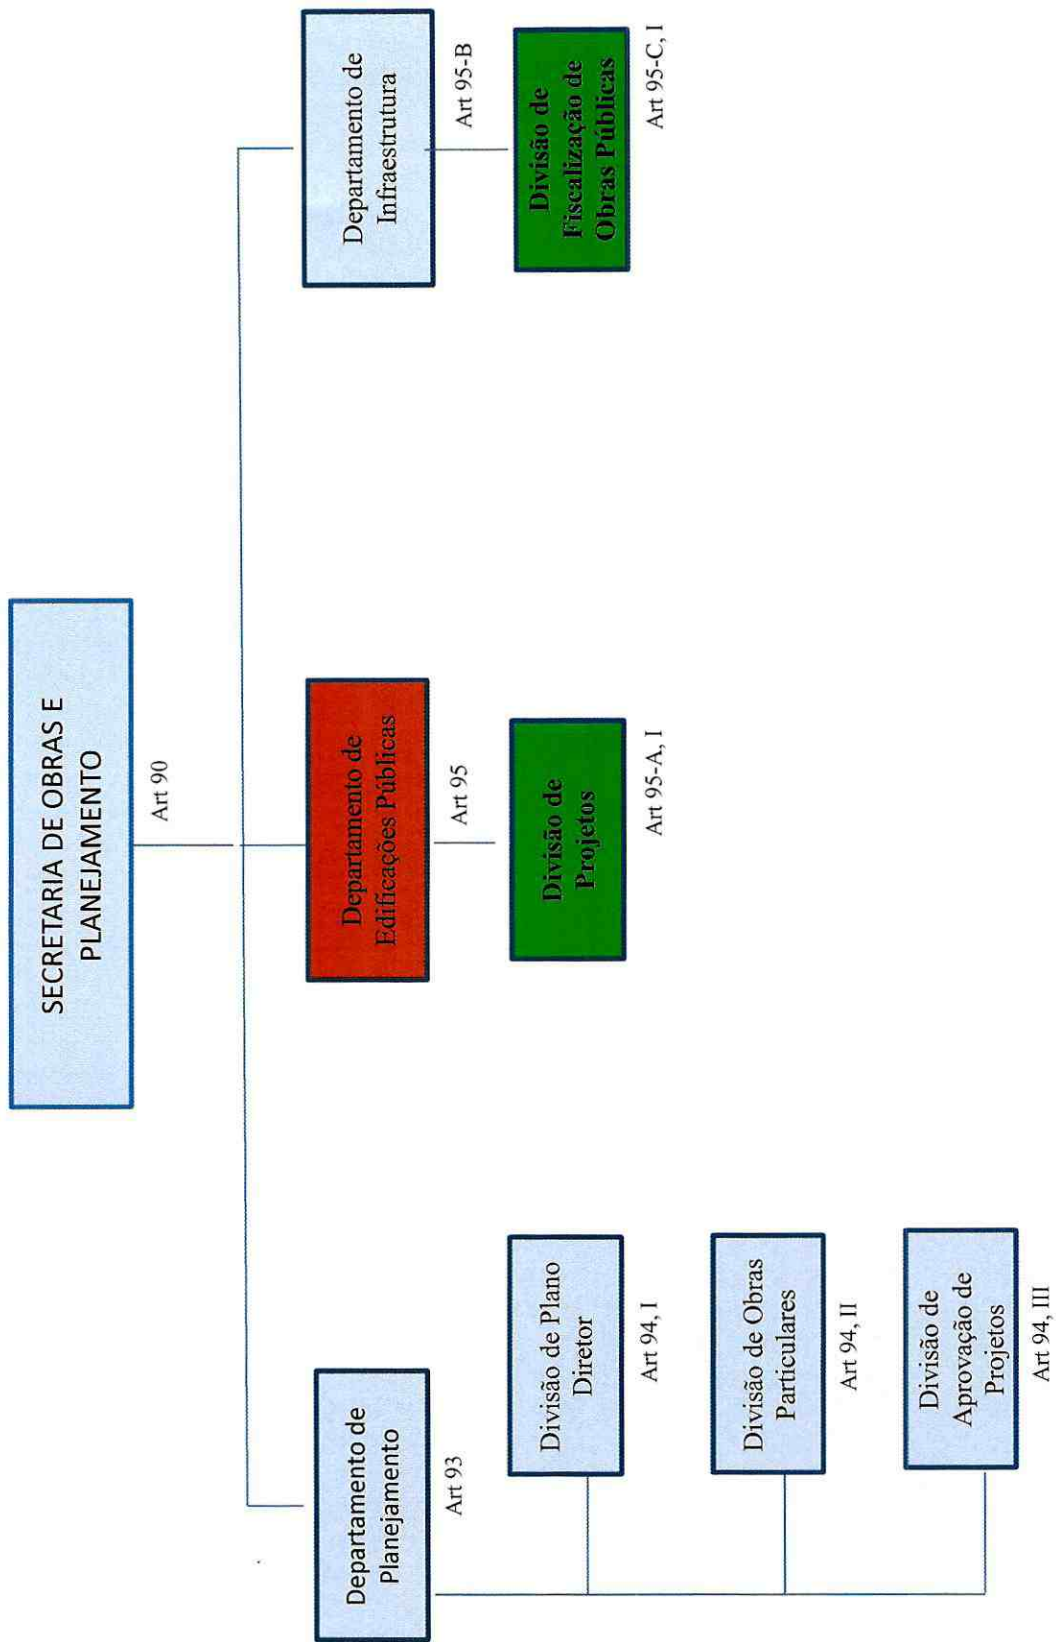 SECRETARIA DE OBRAS E
PLANEJAMENTO
Art 90
Departamento de
Planejamento
Art 93
Divisão de Plano
Diretor
Art 94, I
Divisão de Obras
Particulares
Art 94, II
Divisão de
Aprovação de
Projetos
Art 94, III
Departamento de
Edificações Públicas
Art 95
Divisão de
Projetos
Art 95-A, I
Departamento de
Infraestrutura
Art 95-B
Divisão de
Fiscalização de
Obras Públicas
Art 95-C, I